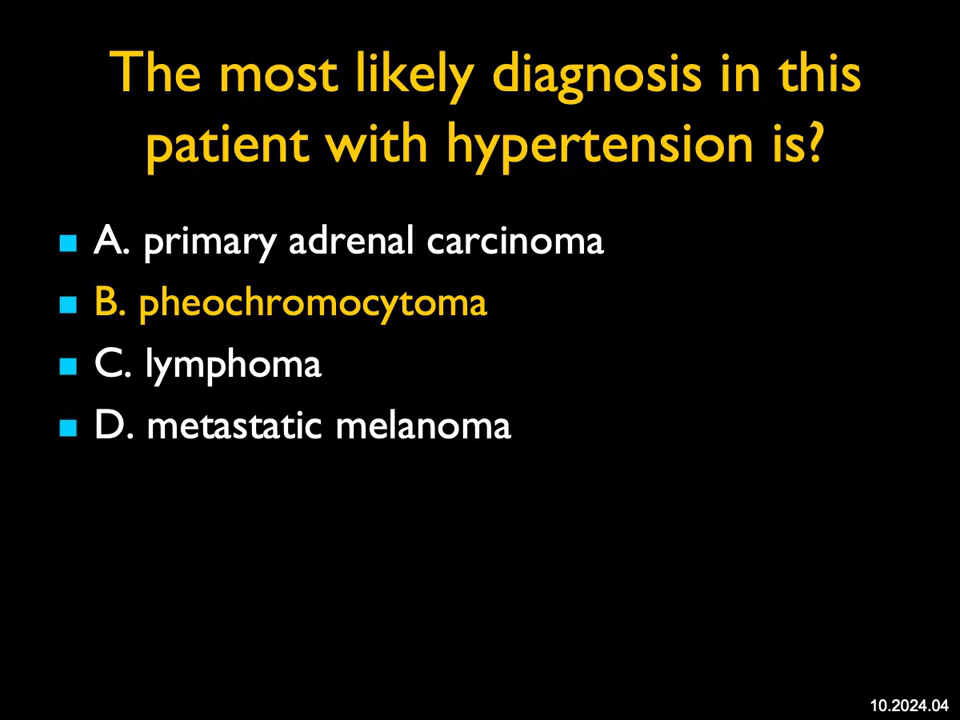 The most likely diagnosis in this
patient with hypertension is?
A. primary adrenal carcinoma
B. pheochromocytoma
C. lymphoma
D. metastatic melanoma
10.2024.04